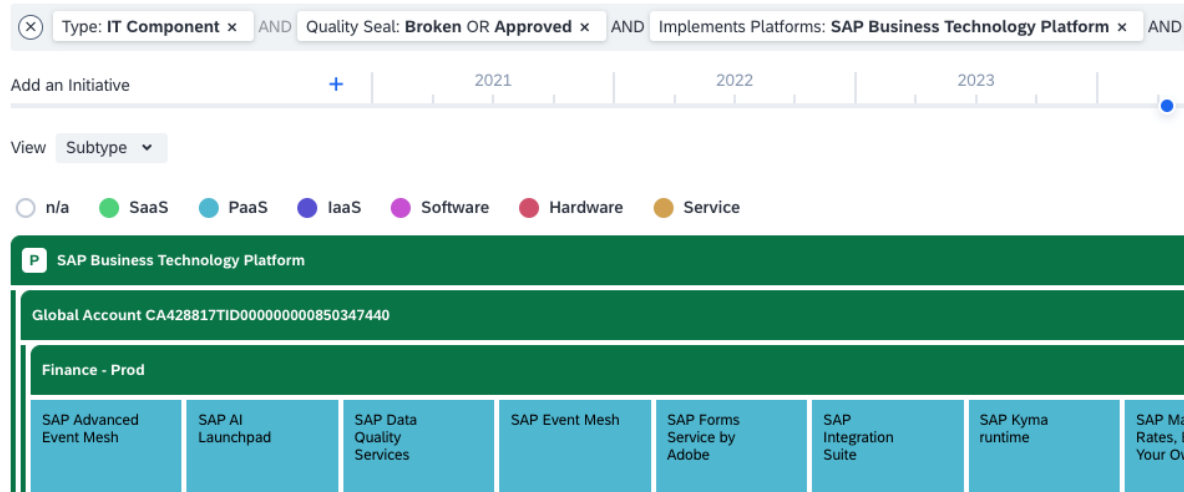 Type: IT Component × AND Quality Seal: Broken OR Approved × AND Implements Platforms: SAP Business Technology Platform × AND
Add an Initiative + 2021 2022 2023
View Subtype
n/a SaaS PaaS IaaS Software Hardware Service
P SAP Business Technology Platform
Global Account CA428817TID000000000850347440
Finance - Prod
SAP Advanced
Event Mesh
SAP AI
Launchpad
SAP Data
Quality
Services
SAP Event Mesh
SAP Forms
Service by
Adobe
SAP
Integration
Suite
SAP Kyma
runtime
SAP
Rates,
Your